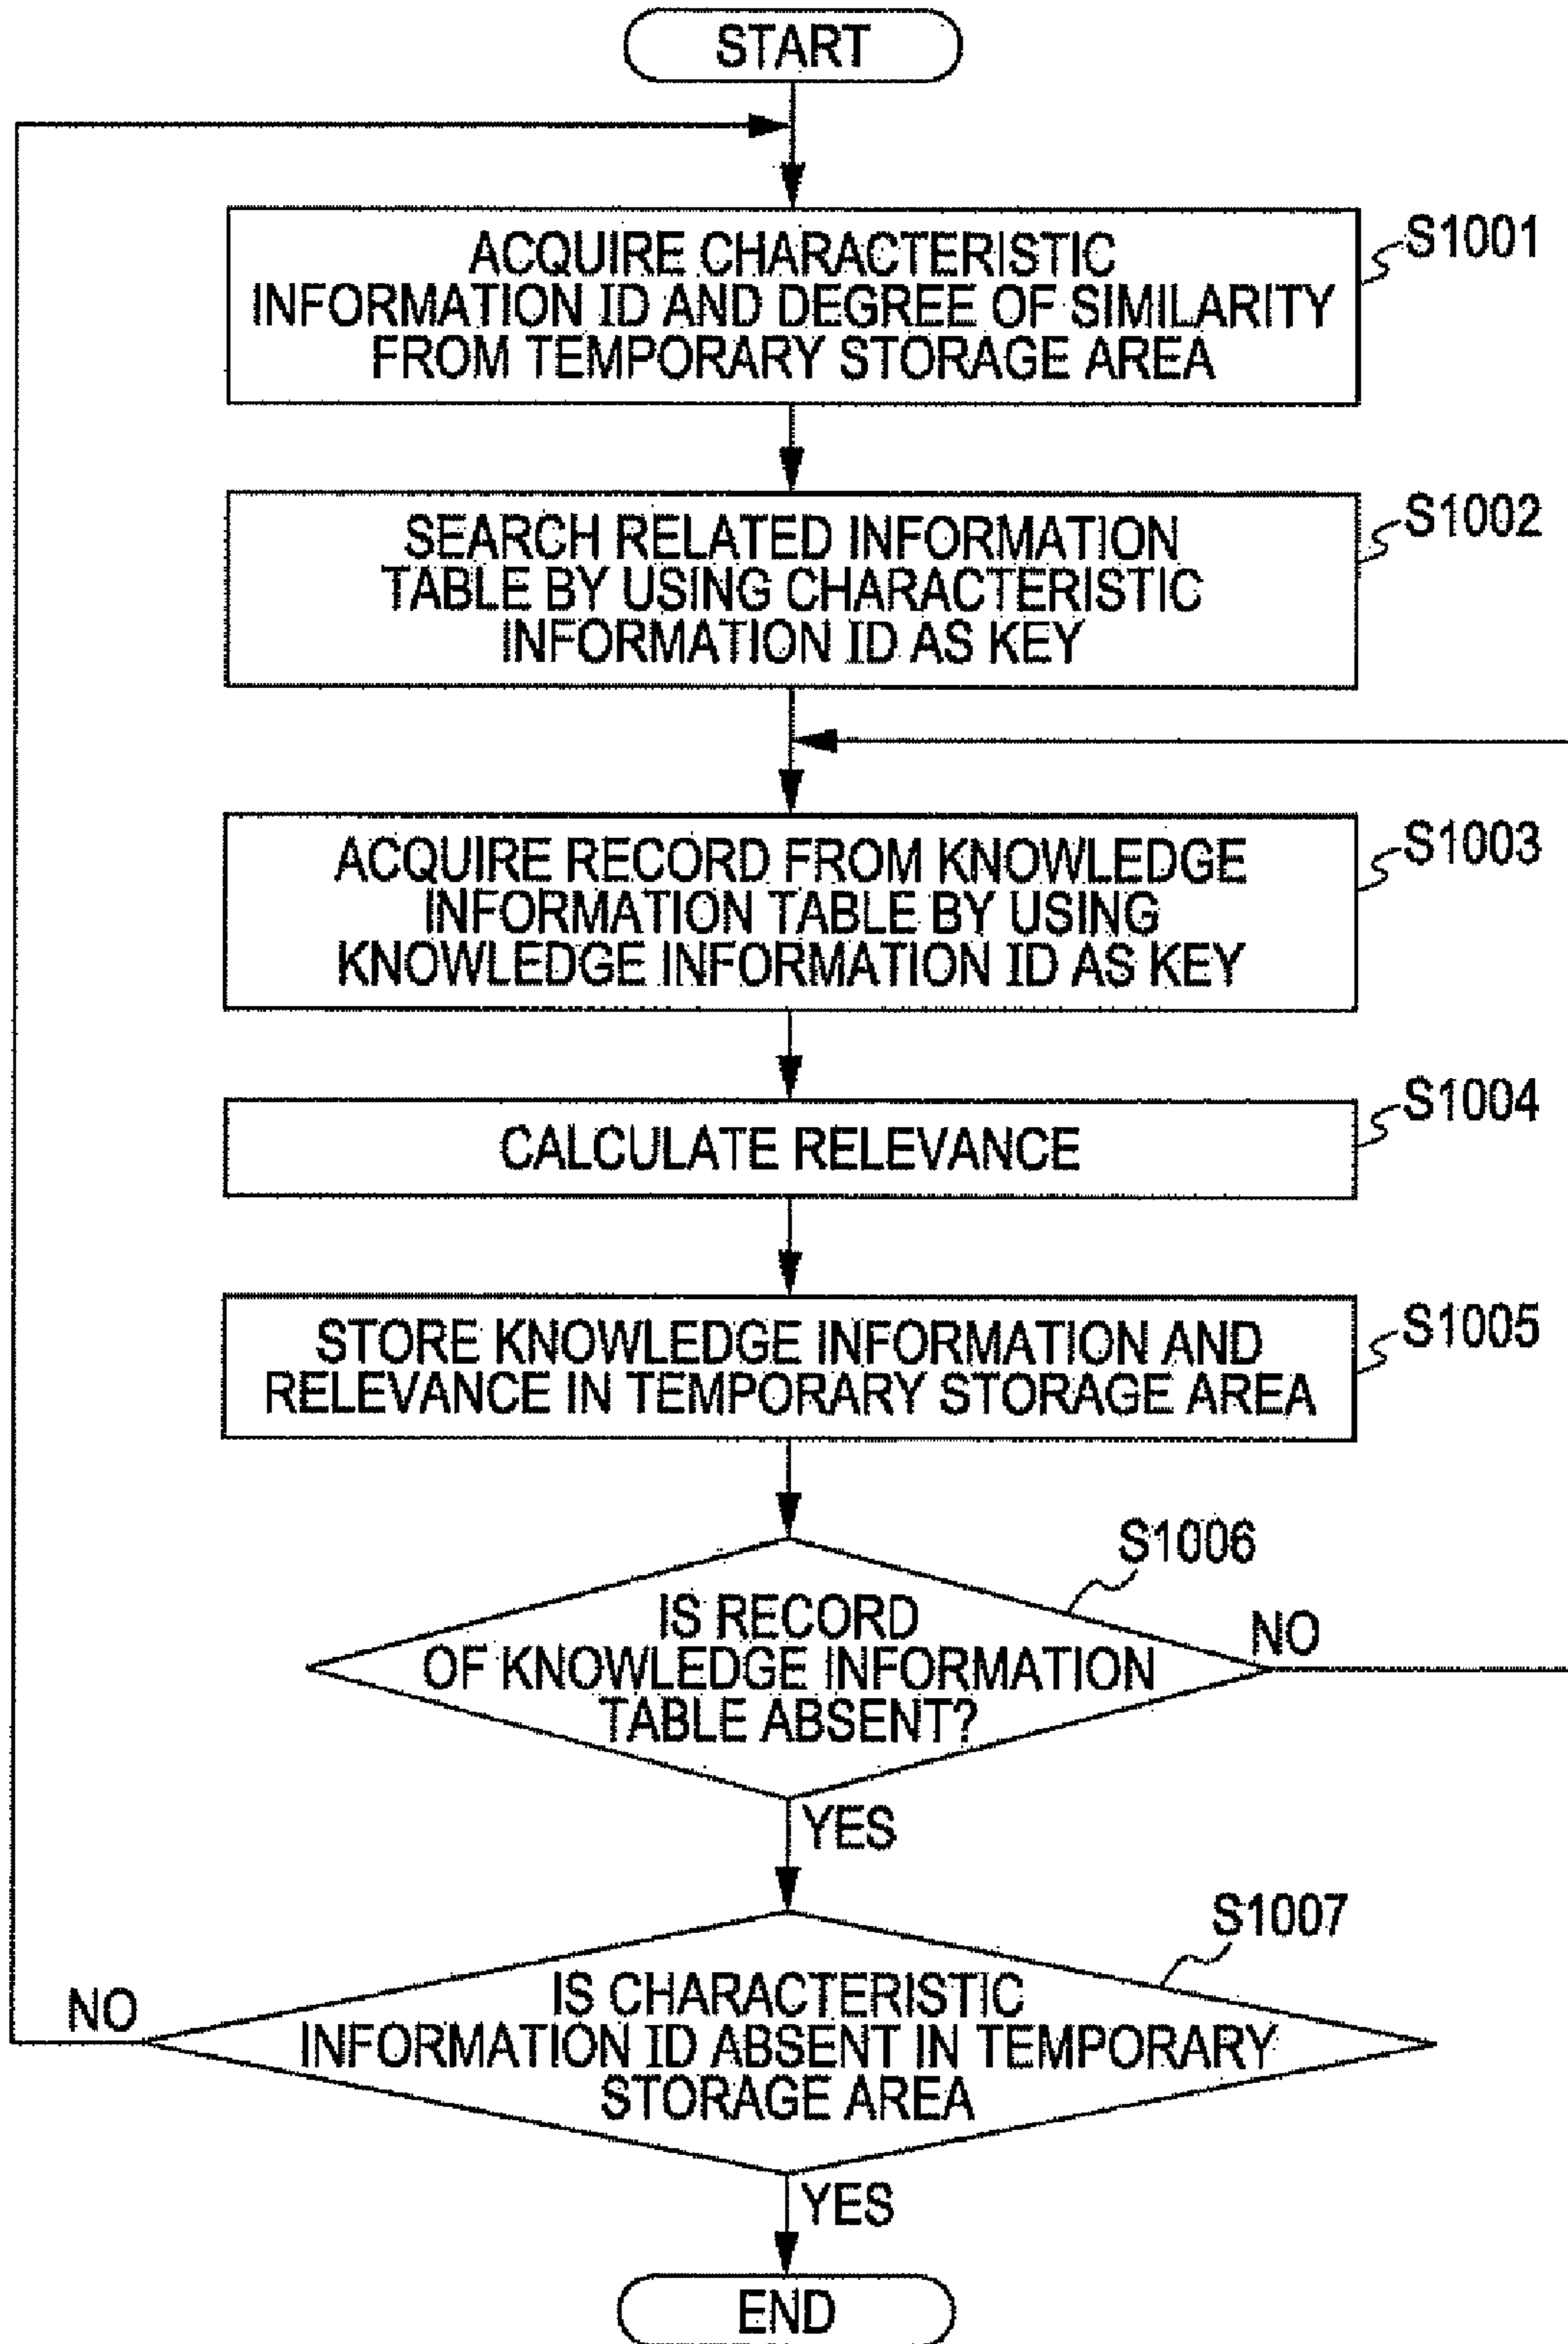 START
ACQUIRE CHARACTERISTIC
INFORMATION ID AND DEGREE OF SIMILARITY
FROM TEMPORARY STORAGE AREA
S1001
SEARCH RELATED INFORMATION
TABLE BY USING CHARACTERISTIC
INFORMATION ID AS KEY
S1002
ACQUIRE RECORD FROM KNOWLEDGE
INFORMATION TABLE BY USING
KNOWLEDGE INFORMATION ID AS KEY
S1003
CALCULATE RELEVANCE
S1004
STORE KNOWLEDGE INFORMATION AND
RELEVANCE IN TEMPORARY STORAGE AREA
S1005
S1006
IS RECORD
OF KNOWLEDGE INFORMATION
TABLE ABSENT?
NO
YES
S1007
IS CHARACTERISTIC
INFORMATION ID ABSENT IN TEMPORARY
STORAGE AREA
NO
YES
END